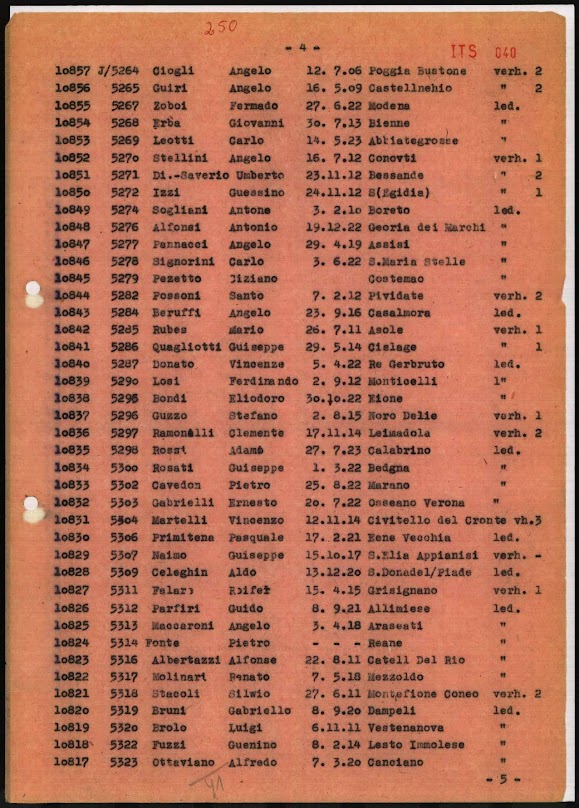 250
- 4 -
ITS 040
10857 J/5264 Ciogli Angelo 12. 7.06 Poggia Bustone verh. 2
10856 5265 Guiri Angelo 16. 5.09 Castellnehio " 2
10855 5267 Zoboi Fermado 27. 6.22 Modena led.
10854 5268 Erba Giovanni 30. 7.13 Bienne "
10853 5269 Leotti Carlo 14. 5.23 Abbiategrosse "
10852 5270 Stellini Angelo 16. 7.12 Conovti verh. 1
10851 5271 Di.-Saverio Umberto 23.11.12 Bessande " 2
10850 5272 Izzi Guessino 24.11.12 S(Egidia) " 1
10849 5274 Sogliani Antone 3. 2.10 Boreto led.
10848 5276 Alfonsi Antonio 19.12.22 Georia dei Marchi "
10847 5277 Pannacci Angelo 29. 4.19 Assisi "
10846 5278 Signorini Carlo 3. 6.22 S.Maria Stelle "
10845 5279 Pezetto Costemao "
10844 5282 Fossoni Santo 7. 2.12 Pividate verh. 2
10843 5284 Beruffi Angelo 23. 9.16 Casalmora led.
10842 5285 Rubes Mario 26. 7.11 Asole verh. 1
10841 5286 Quagliotti Guiseppe 29. 5.14 Cislage " 1
10840 5287 Donato Vincenze 5. 4.22 Re Gerbruto led.
10839 5290 Losi Ferdinando 2. 9.12 Monticelli 1"
10838 5295 Bondi Eliodoro 30.10.22 Eione "
10837 5296 Guzzo Stefano 2. 8.15 Noro Delie verh. 1
10836 5297 Ramonelli Clemente 17.11.14 Leimadola verh. 2
10835 5298 Rossi Adamo 27. 7.23 Calabrino led.
10834 5300 Rosati Guiseppe 1. 3.22 Bedgna "
10833 5302 Cavedon Pietro 25. 8.22 Marano "
10832 5303 Gabrielli Ernesto 20. 7.22 Osseano Verona "
10831 5304 Martelli Vincenzo 12.11.14 Civitello del Cronte vh.3
10830 5306 Primitena Pasquale 17. 2.21 Eene Vecchia led.
10829 5307 Naimo Guiseppe 15.10.17 S.Elia Appianisi verh. -
10828 5309 Celeghin Aldo 13.12.20 S.Donadel/Piade led.
10827 5311 15. 4.15 Grisignano verh. 1
10826 5312 Parfiri Guido 8. 9.21 Allimiese led.
10825 5313 Maccaroni Angelo 3. 4.18 Araseati "
10824 5314 Fonte Pietro - - - Reane "
10823 5316 Albertazzi Alfonse 22. 8.11 Catell Del Rio "
10822 5317 Molinari Renato 7. 5.18 Mezzoldo "
10821 5318 Stacoli Silwio 27. 6.11 Montefione Coneo verh. 2
10820 5319 Bruni Gabriello 8. 9.20 Dampeli led.
10819 5320 Brolo Luigi 6.11.11 Vestenanova "
10818 5322 Fuzzi Guenino 8. 2.14 Lesto Immolese "
10817 5323 Ottaviano Alfredo 7. 3.20 Canciano "
- 5 -